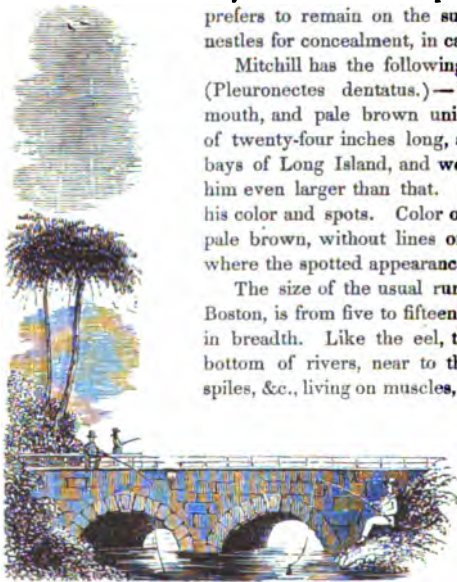 prefers to remain on the su
nestles for concealment, in ca
Mitchill has the following
(Pleuronectes dentatus.)—
mouth, and pale brown uni
of twenty-four inches long, a
bays of Long Island, and we
him even larger than that.
his color and spots. Color o
pale brown, without lines or
where the spotted appearanc
The size of the usual run
Boston, is from five to fifteen
in breadth. Like the eel, t
bottom of rivers, near to th
spiles, &c., living on muscles,